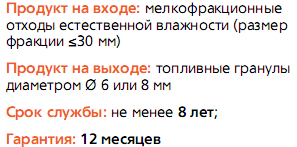 Продукт на входе: мелкофракционные
отходы естественной влажности (размер
фракции ≤30 мм)
Продукт на выходе: топливные гранулы
диаметром Ø 6 или 8 мм
Срок службы: не менее 8 лет;
Гарантия: 12 месяцев